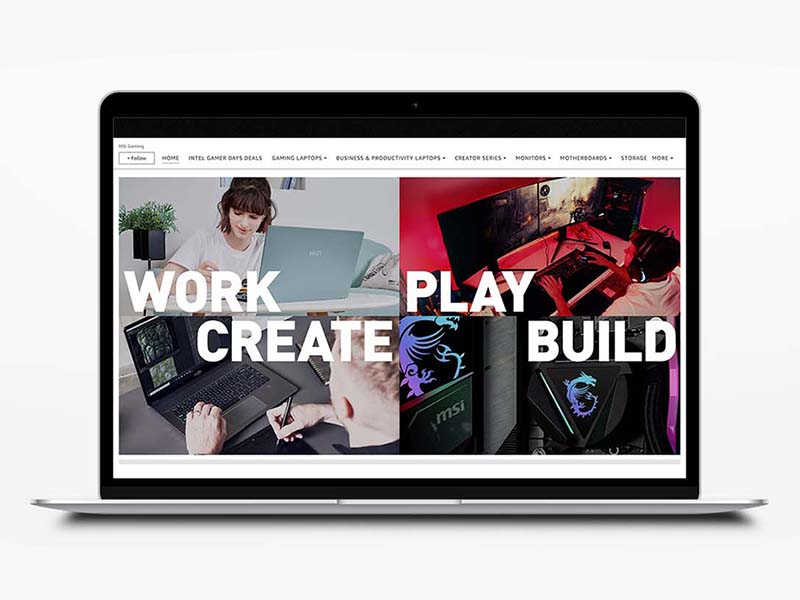 MSI Gaming
+ Follow HOME INTEL GAMER DAYS DEALS GAMING LAPTOPS BUSINESS & PRODUCTIVITY LAPTOPS CREATOR SERIES MONITORS MOTHERBOARDS STORAGE MORE
WORK
PLAY
CREATE
BUILD
msi